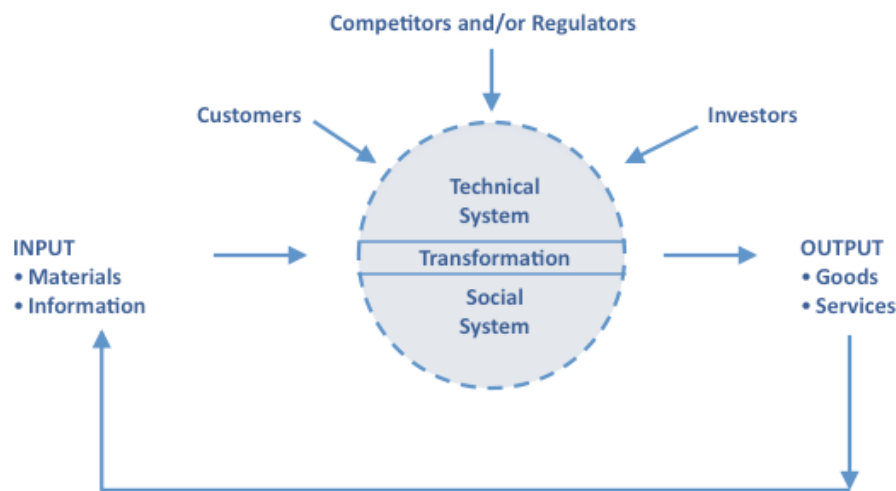 Competitors and/or Regulators
Customers
Investors
Technical
System
Transformation
Social
System
INPUT
• Materials
• Information
OUTPUT
• Goods
• Services